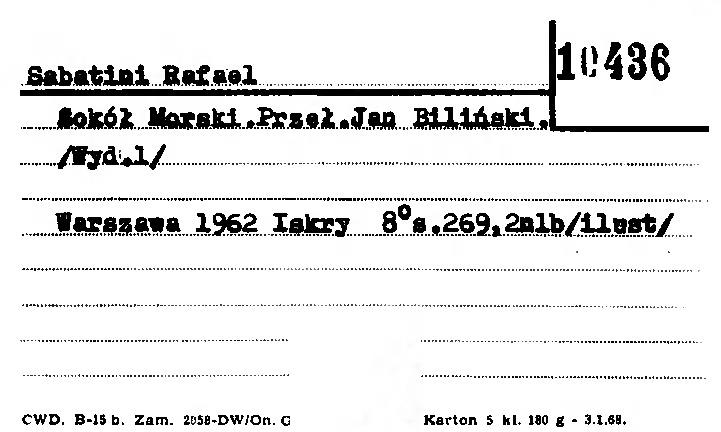 10436
Sabatini Rafael
Sokół Morski.Przeł.Jan Biliński.
/Wyd.1/
Warszawa 1962 Iskry 8°s.269,2nlb/ilust/
CWD. B-15 b. Zam. 2058-DW/On. G
Karton 5 kl. 180 g - 3.1.68.